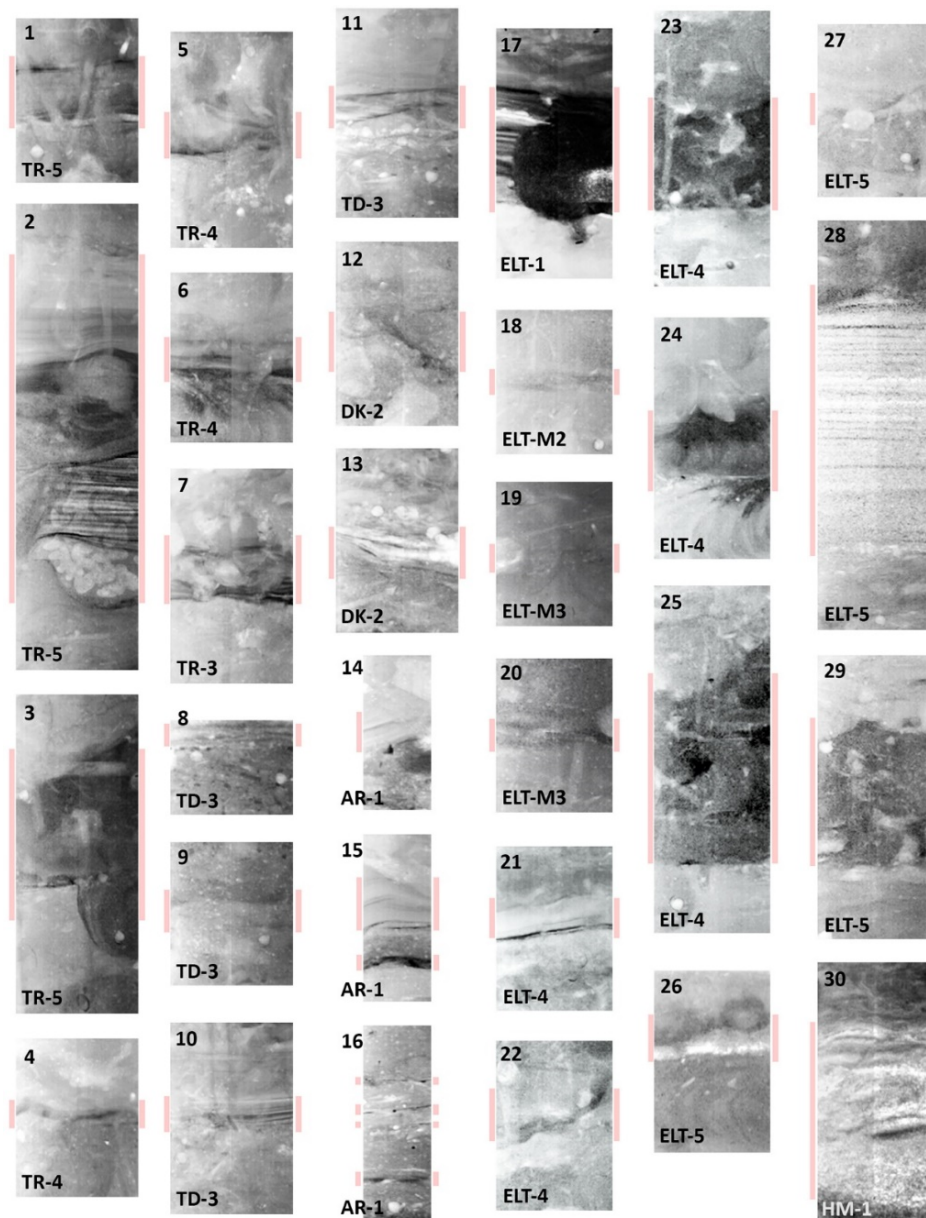 1
TR-5
2
TR-5
3
TR-5
4
TR-4
5
TR-4
6
TR-4
7
TR-3
8
TD-3
9
TD-3
10
TD-3
11
TD-3
12
DK-2
13
DK-2
14
AR-1
15
AR-1
16
AR-1
17
ELT-1
18
ELT-M2
19
ELT-M3
20
ELT-M3
21
ELT-4
22
ELT-4
23
ELT-4
24
ELT-4
25
ELT-4
26
ELT-5
27
ELT-5
28
ELT-5
29
ELT-5
30
HM-1